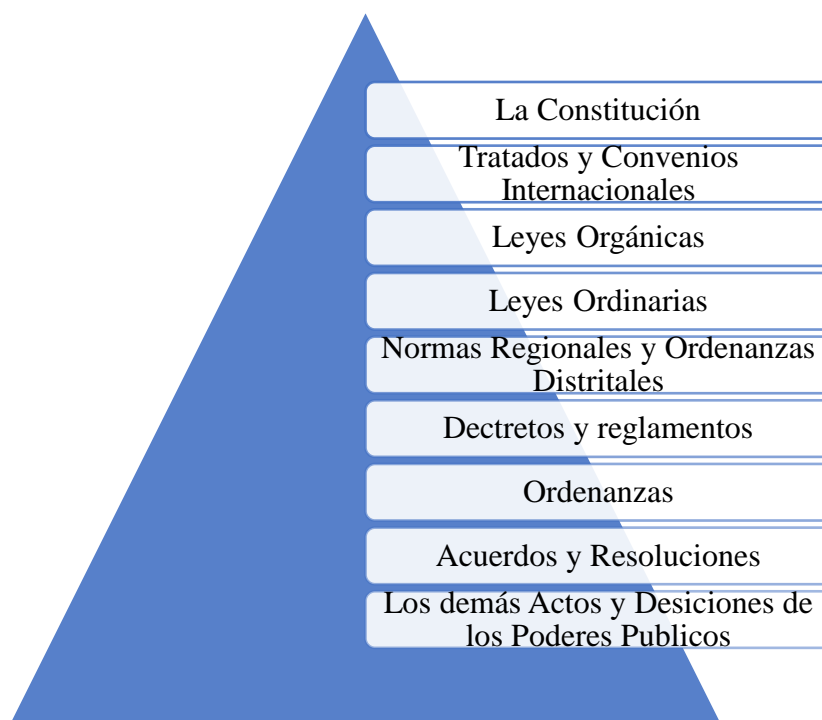 La Constitución
Tratados y Convenios
Internacionales
Leyes Orgánicas
Leyes Ordinarias
Normas Regionales y Ordenanzas
Distritales
Dectretos y reglamentos
Ordenanzas
Acuerdos y Resoluciones
Los demás Actos y Desiciones de
los Poderes Publicos